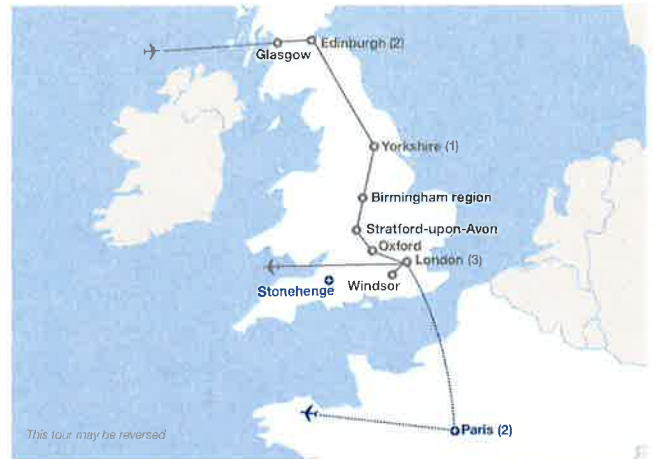 Glasgow
Edinburgh (2)
Yorkshire (1)
Birmingham region
Stratford-upon-Avon
Oxford
London (3)
Windsor
Stonehenge
Paris (2)
This tour may be reversed